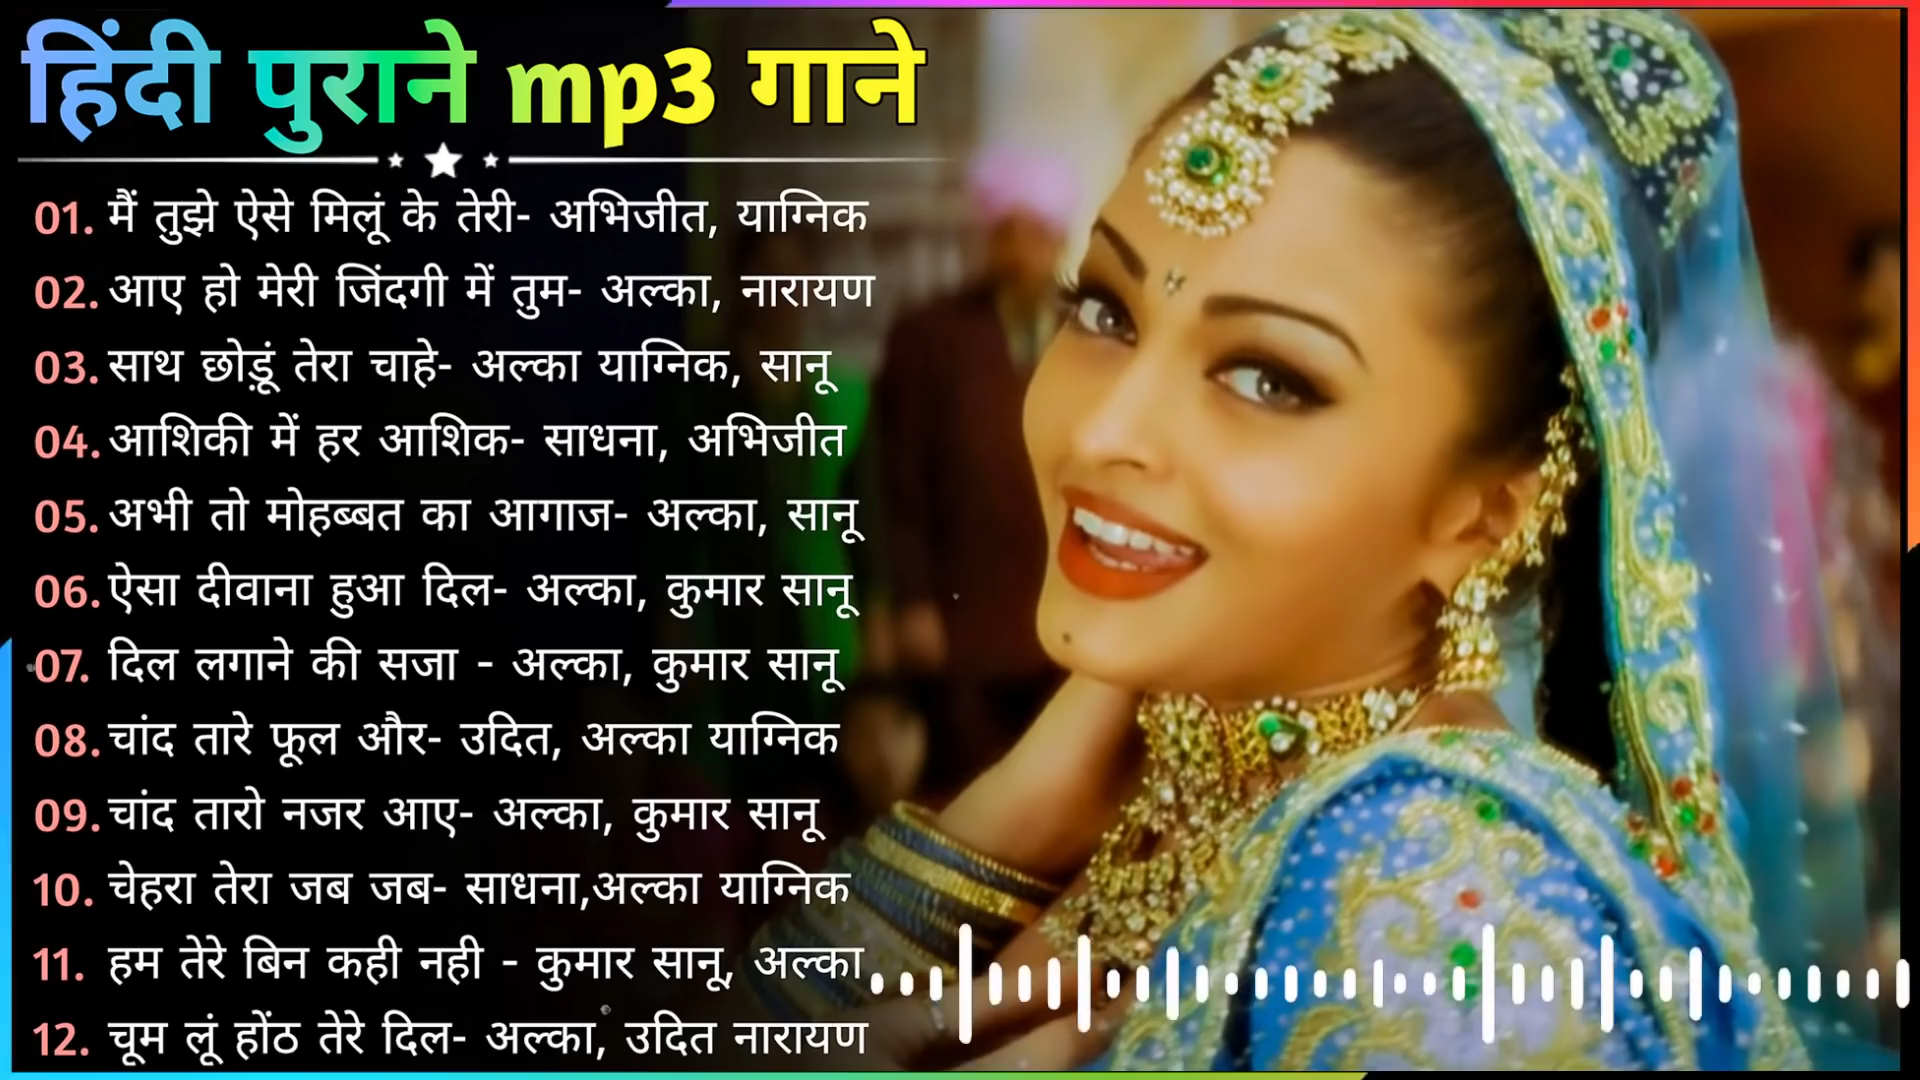 हिंदी पुराने mp3 गाने
01. मैं तुझे ऐसे मिलूं के तेरी- अभिजीत, याग्निक
02. आए हो मेरी जिंदगी में तुम- अल्का, नारायण
03. साथ छोड़ूं तेरा चाहे- अल्का याग्निक, सानू
04. आशिकी में हर आशिक- साधना, अभिजीत
05. अभी तो मोहब्बत का आगाज- अल्का, सानू
06. ऐसा दीवाना हुआ दिल- अल्का, कुमार सानू
07. दिल लगाने की सजा - अल्का, कुमार सानू
08. चांद तारे फूल और- उदित, अल्का याग्निक
09. चांद तारो नजर आए- अल्का, कुमार सानू
10. चेहरा तेरा जब जब- साधना,अल्का याग्निक
11. हम तेरे बिन कही नही - कुमार सानू, अल्का
12. चूम लूं होंठ तेरे दिल- अल्का, उदित नारायण